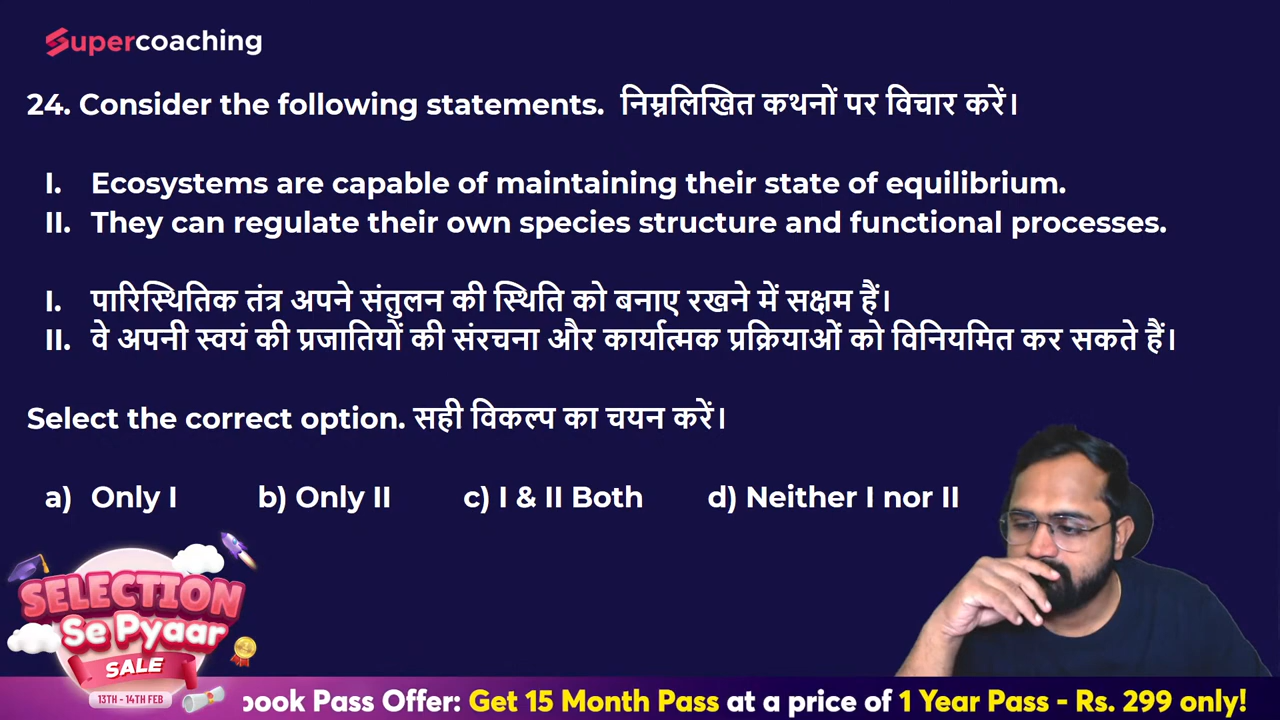 Supercoaching
24. Consider the following statements. निम्नलिखित कथनों पर विचार करें।
I. Ecosystems are capable of maintaining their state of equilibrium.
II. They can regulate their own species structure and functional processes.
I. पारिस्थितिक तंत्र अपने संतुलन की स्थिति को बनाए रखने में सक्षम हैं।
II. वे अपनी स्वयं की प्रजातियों की संरचना और कार्यात्मक प्रक्रियाओं को विनियमित कर सकते हैं।
Select the correct option. सही विकल्प का चयन करें।
a) Only I b) Only II c) I & II Both d) Neither I nor II
SELECTION
Se Pyaar
SALE
13TH - 14TH FEB
book Pass Offer: Get 15 Month Pass at a price of 1 Year Pass - Rs. 299 only!